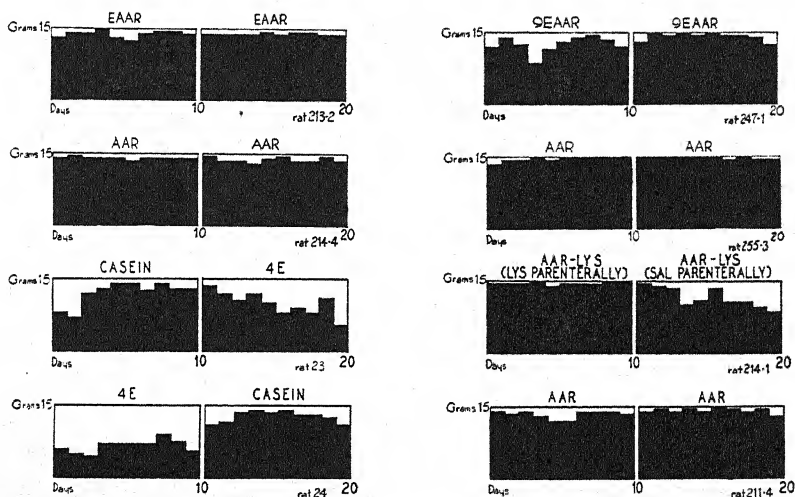 EAAR EAAR
Grams 15
Days 10 20
rat 213-2
AAR AAR
Grams 15
Days 10 20
rat 214-4
CASEIN 4E
Grams 15
Days 10 20
rat 23
4E CASEIN
Grams 15
Days 10 20
rat 24
9EAAR 9EAAR
Grams 15
Days 10 20
rat 247-1
AAR AAR
Grams 15
Days 10 20
rat 255-3
AAR-LYS AAR-LYS
(LYS PARENTERALLY) (SAL PARENTERALLY)
Grams 15
Days 10 20
rat 214-1
AAR AAR
Grams 15
Days 10 20
rat 211-4